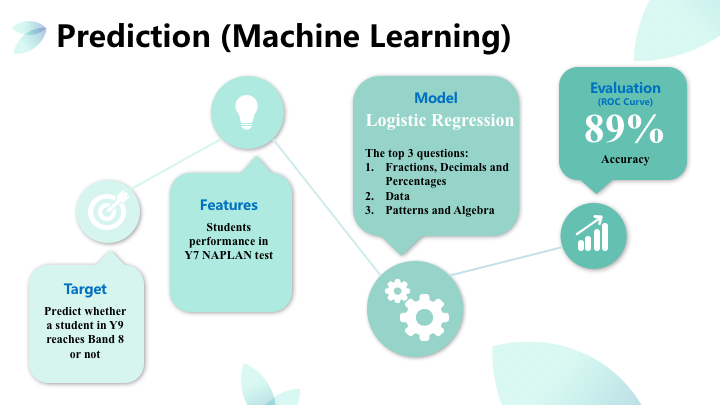 Prediction (Machine Learning)
Target
Predict whether
a student in Y9
reaches Band 8
or not
Features
Students
performance in
Y7 NAPLAN test
Model
Logistic Regression
The top 3 questions:
1. Fractions, Decimals and
Percentages
2. Data
3. Patterns and Algebra
Evaluation
(ROC Curve)
89%
Accuracy